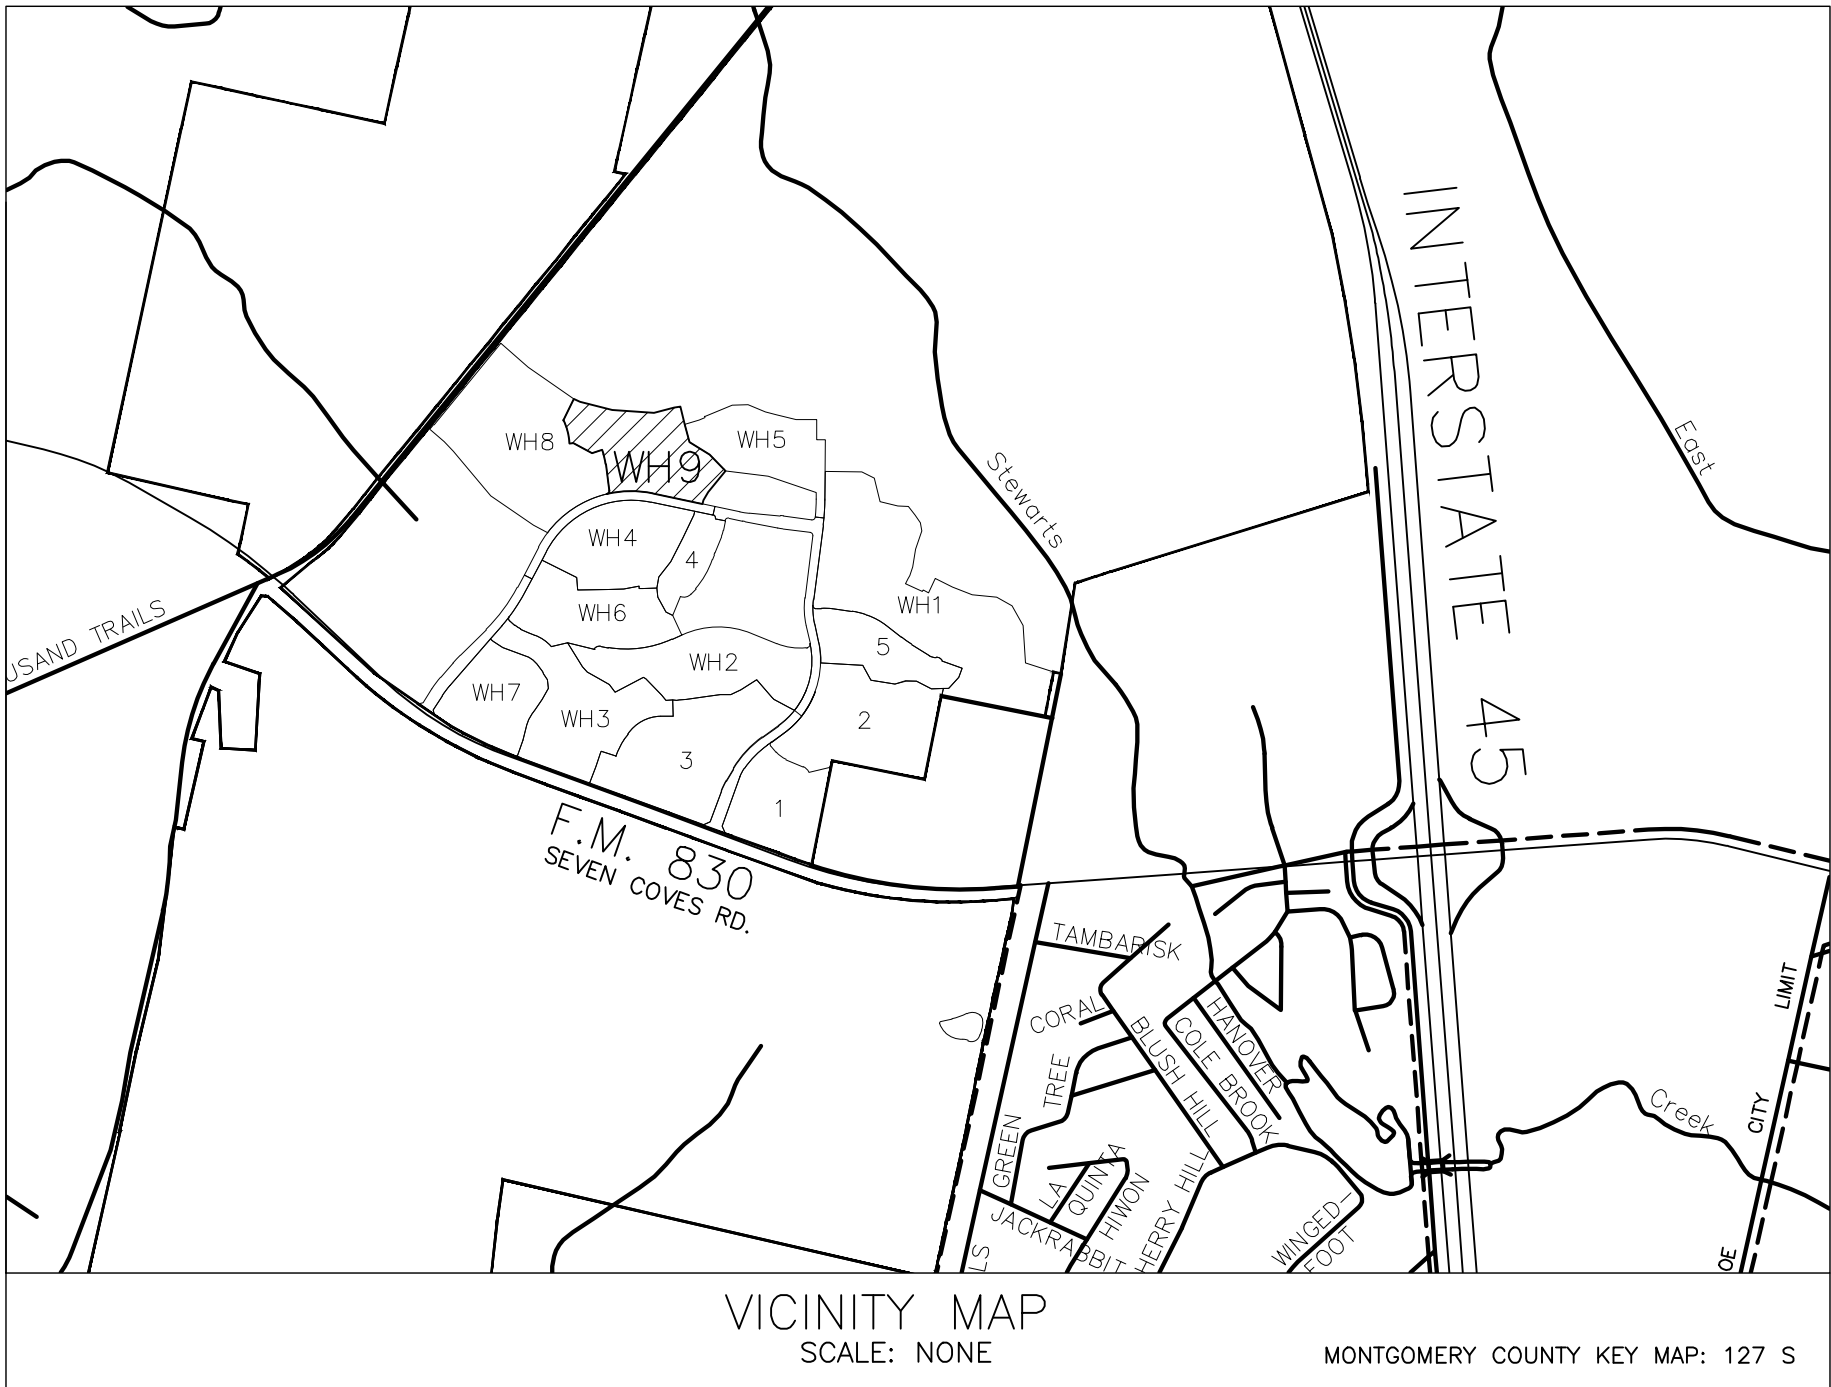 INTERSTATE 45
East
Stewarts
WH8
WH5
WH9
WH4
4
WH1
WH6
5
WH2
WH7
WH3
2
3
1
USAND TRAILS
F.M. 830
SEVEN COVES RD.
TAMBARISK
LIMIT
CORAL
HANOVER
COLE BROOK
BLUSH HILL
TREE
GREEN
CITY
Creek
LA
QUINTA
HIWON
HERRY HILL
JACKRABBIT
WINGED-
FOOT
LS
OE
VICINITY MAP
SCALE: NONE
MONTGOMERY COUNTY KEY MAP: 127 S